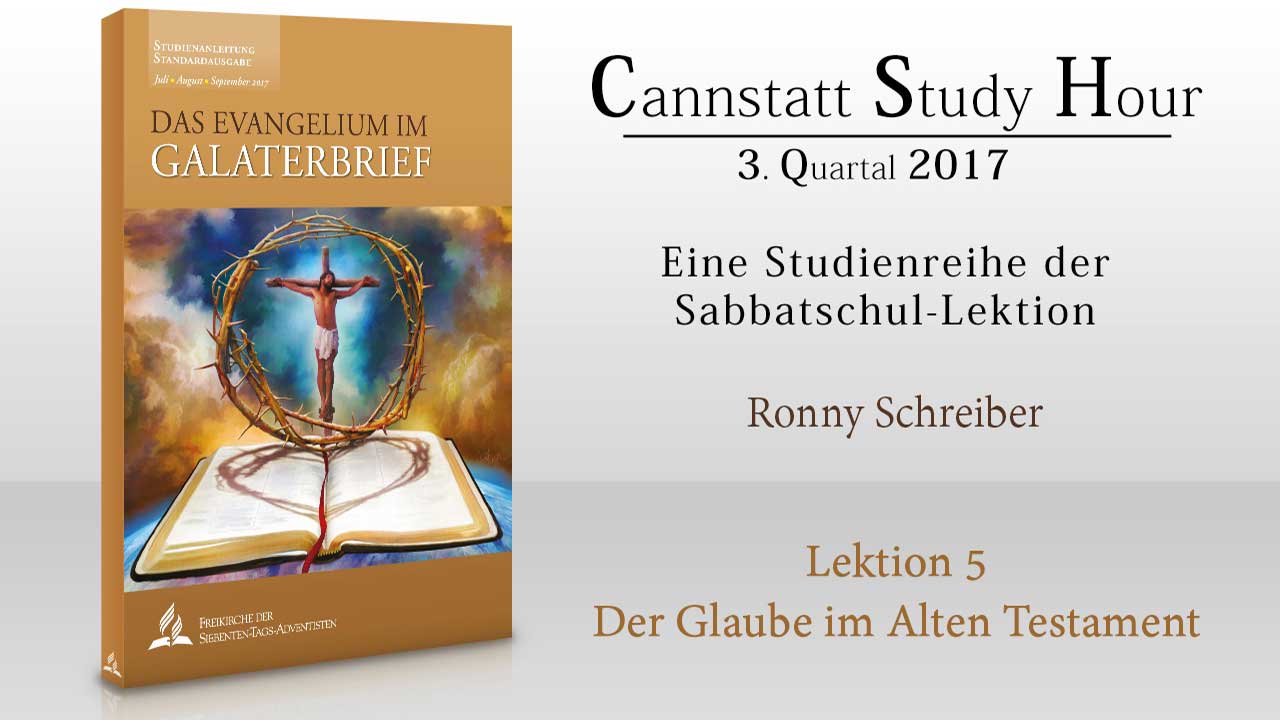 STUDIENANLEITUNG
STANDARDAUSGABE
Juli • August • September 2017
DAS EVANGELIUM IM
GALATERBRIEF
FREIKIRCHE DER
SIEBENTEN-TAGS-ADVENTISTEN
Cannstatt Study Hour
3. Quartal 2017
Eine Studienreihe der
Sabbatschul-Lektion
Ronny Schreiber
Lektion 5
Der Glaube im Alten Testament